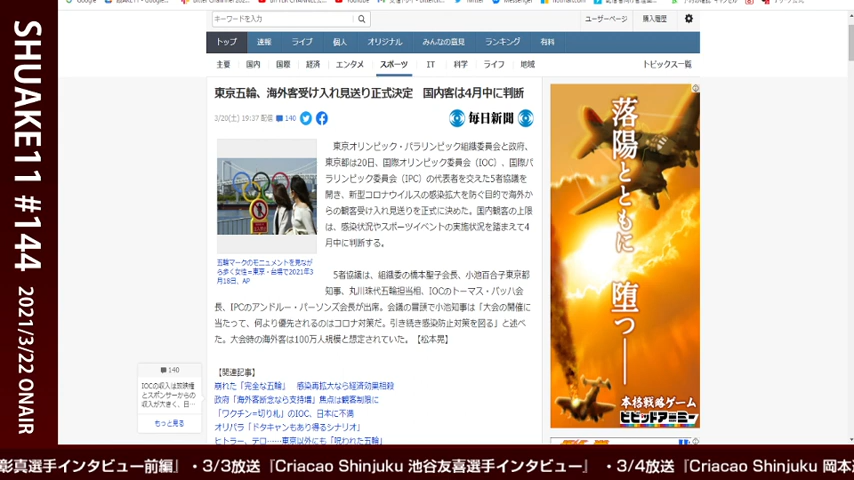 SHUAKE11 #144 2021/3/22 ONAIR
キーワードを入力
ユーザーページ
購入履歴
トップ 速報 ライブ 個人 オリジナル みんなの意見 ランキング 有料
主要 国内 国際 経済 エンタメ スポーツ IT 科学 ライフ 地域 トピックス一覧
東京五輪、海外客受け入れ見送り正式決定 国内客は4月中に判断
3/20(土) 19:37 配信 140
毎日新聞
東京オリンピック・パラリンピック組織委員会と政府、
東京都は20日、国際オリンピック委員会（IOC）、国際パ
ラリンピック委員会（IPC）の代表者を交えた5者協議を
開き、新型コロナウイルスの感染拡大を防ぐ目的で海外か
らの観客受け入れ見送りを正式に決めた。国内観客の上限
は、感染状況やスポーツイベントの実施状況を踏まえて4
月中に判断する。
五輪マークのモニュメントを見なが
ら歩く女性＝東京・台場で2021年3
月18日、AP
5者協議は、組織委の橋本聖子会長、小池百合子東京都
知事、丸川珠代五輪担当相、IOCのトーマス・バッハ会
長、IPCのアンドルー・パーソンズ会長が出席。会議の冒頭で小池知事は「大会の開催に
当たって、何より優先されるのはコロナ対策だ。引き続き感染防止対策を図る」と述べ
た。大会時の海外客は100万人規模と想定されていた。【松本晃】
【関連記事】
崩れた「完全な五輪」 感染再拡大なら経済効果相殺
政府「海外客断念なら支持増」 焦点は観客制限に
「ワクチン=切り札」のIOC、日本に不満
オリパラ「ドタキャンもあり得るシナリオ」
ヒトラー、テロ……東京以外にも「呪われた五輪」
140
IOCの収入は放映権
とスポンサーからの
収入が大きく、日…
もっと見る
落陽とともに 堕つ――
本格戦略ゲーム
ビビッドアーミー
彰真選手インタビュー前編』 ・3/3放送『Criacao Shinjuku 池谷友喜選手インタビュー』 ・3/4放送『Criacao Shinjuku 岡本